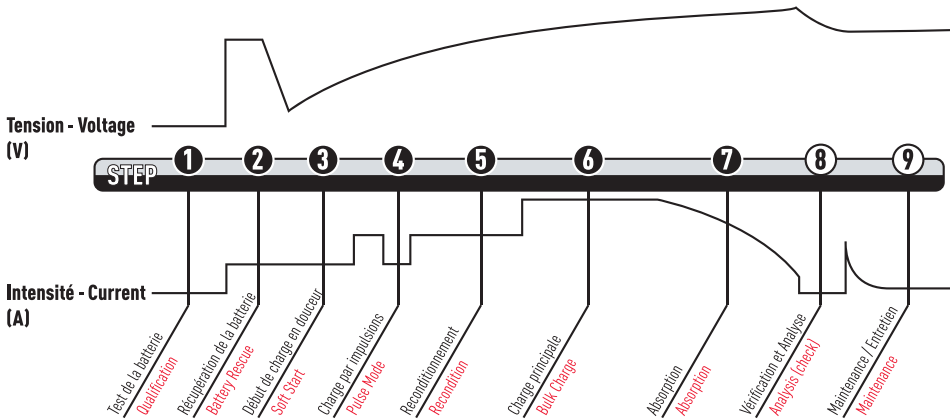 Tension - Voltage
(V)
STEP
1
2
3
4
5
6
7
8
9
Intensité - Current
(A)
Test de la batterie
Qualification
Récupération de la batterie
Battery Rescue
Début de charge en douceur
Soft Start
Charge par impulsions
Pulse Mode
Reconditionnement
Recondition
Charge principale
Bulk Charge
Absorption
Absorption
Vérification et Analyse
Analysis (check)
Maintenance / Entretien
Maintenance